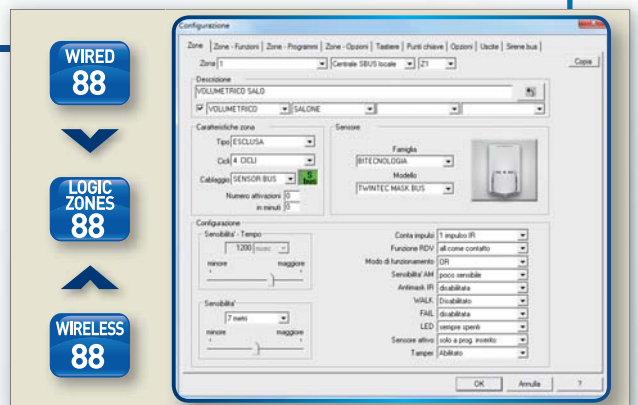 WIRED
88
LOGIC
ZONES
88
WIRELESS
88
Configurazione
Zone
Zone - Funzioni
Zone - Programmi
Zone - Opzioni
Tastiere
Punti chiave
Opzioni
Uscite
Sirene bus
Zona 1
Centrale SBUS locale
Z1
Copia
Descrizione
VOLUMETRICO SALO
VOLUMETRICO
SALONE
Caratteristiche zona
Tipo ESCLUSA
Cicli 4 CICLI
Cablaggio SENSOR BUS
S bus
Numero attivazioni 0
in minuti 0
Sensore
Famiglia
BITECNOLOGIA
Modello
TWINTEC MASK BUS
Configurazione
Sensibilita' - Tempo
1200 msec
minore maggiore
Sensibilita'
7 metri
minore maggiore
Conta impulsi 1 impulso IR
Funzione RDV all.come contatto
Modo di funzionamento OR
Sensibilita' AM poco sensibile
Antimask IR disabilitata
WALK Disabilitato
FAIL disabilitata
LED sempre spenti
Sensore attivo solo a prog. inserito
Tamper Abilitato
OK
Annulla
?